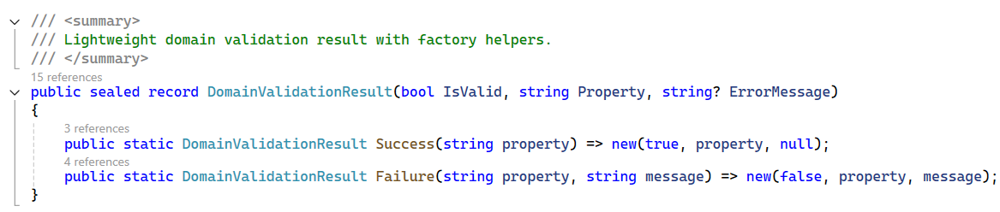 /// <summary>
/// Lightweight domain validation result with factory helpers.
/// </summary>
15 references
public sealed record DomainValidationResult(bool IsValid, string Property, string? ErrorMessage)
{
3 references
public static DomainValidationResult Success(string property) => new(true, property, null);
4 references
public static DomainValidationResult Failure(string property, string message) => new(false, property, message);
}